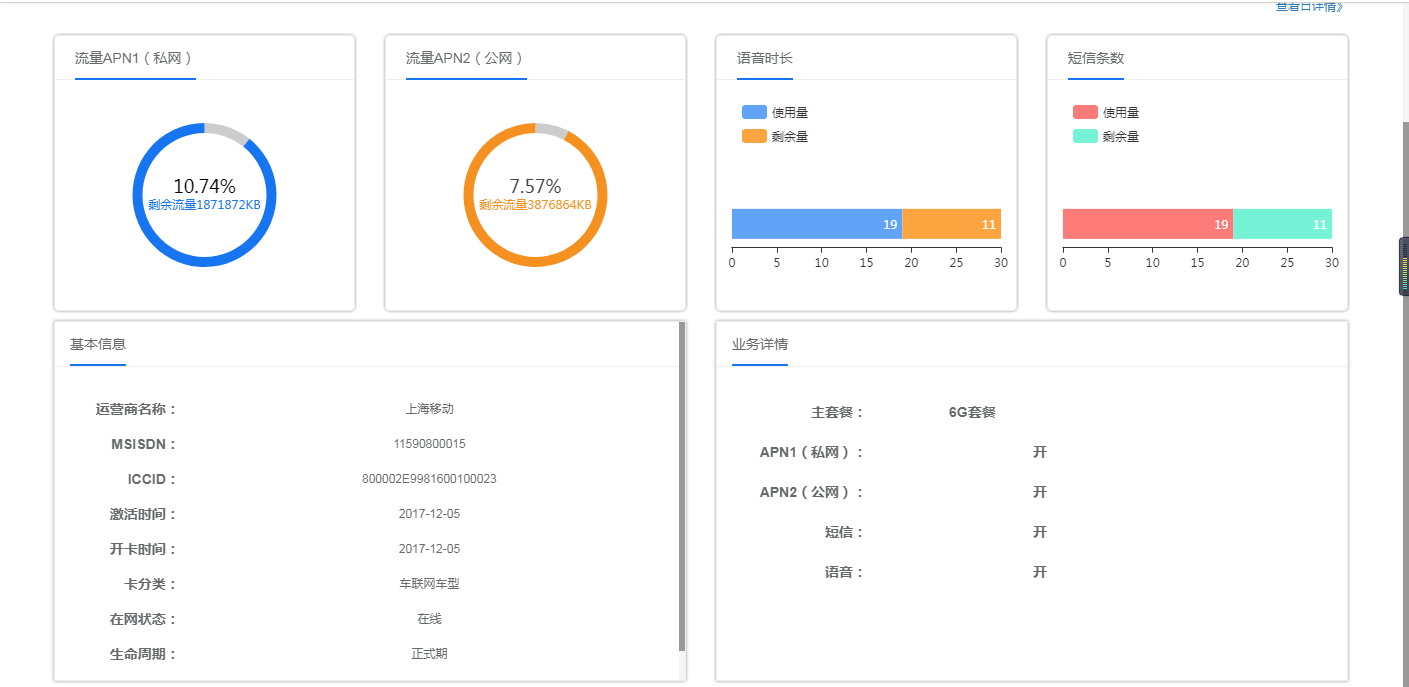 查看日详情》
流量APN1（私网）
流量APN2（公网）
语音时长
短信条数
10.74%
剩余流量1871872KB
7.57%
剩余流量3876864KB
使用量
剩余量
19 11
0 5 10 15 20 25 30
使用量
剩余量
19 11
0 5 10 15 20 25 30
基本信息
运营商名称： 上海移动
MSISDN： 11590800015
ICCID： 800002E9981600100023
激活时间： 2017-12-05
开卡时间： 2017-12-05
卡分类： 车联网车型
在网状态： 在线
生命周期： 正式期
业务详情
主套餐： 6G套餐
APN1（私网）： 开
APN2（公网）： 开
短信： 开
语音： 开